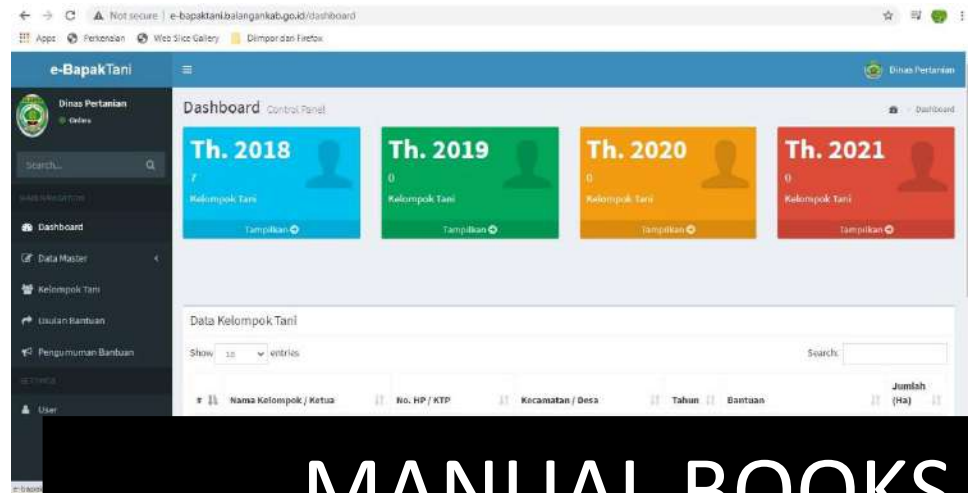 Not secure | e-bapaktani.balangankab.go.id/dashboard
Apps Perkenalan Web Slice Gallery Diimpor dari Firefox
e-BapakTani
Dinas Pertanian
Dinas Pertanian
Online
Search...
MAIN NAVIGATION
Dashboard
Data Master
Kelompok Tani
Usulan Bantuan
Pengumuman Bantuan
SETTINGS
User
Dashboard Control Panel
Dashboard
Th. 2018
7
Kelompok Tani
Tampilkan
Th. 2019
0
Kelompok Tani
Tampilkan
Th. 2020
0
Kelompok Tani
Tampilkan
Th. 2021
0
Kelompok Tani
Tampilkan
Data Kelompok Tani
Show 10 entries
Search:
# Nama Kelompok / Ketua No. HP / KTP Kecamatan / Desa Tahun Bantuan Jumlah
(Ha)
MANUAL BOOKS